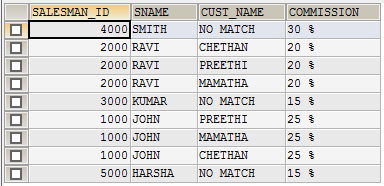 SALESMAN_ID SNAME CUST_NAME COMMISSION
4000 SMITH NO MATCH 30 %
2000 RAVI CHETHAN 20 %
2000 RAVI PREETHI 20 %
2000 RAVI MAMATHA 20 %
3000 KUMAR NO MATCH 15 %
1000 JOHN PREETHI 25 %
1000 JOHN MAMATHA 25 %
1000 JOHN CHETHAN 25 %
5000 HARSHA NO MATCH 15 %